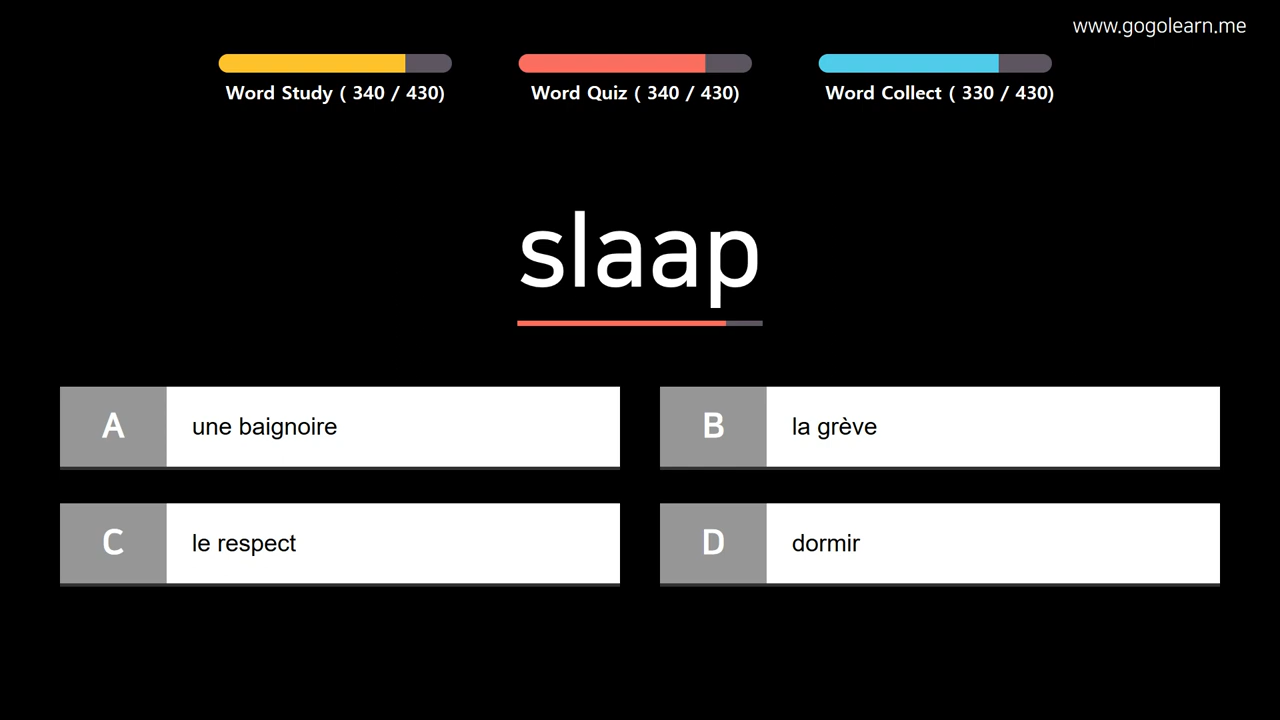 www.gogolearn.me
Word Study ( 340 / 430)
Word Quiz ( 340 / 430)
Word Collect ( 330 / 430)
slaap
A
une baignoire
B
la grève
C
le respect
D
dormir